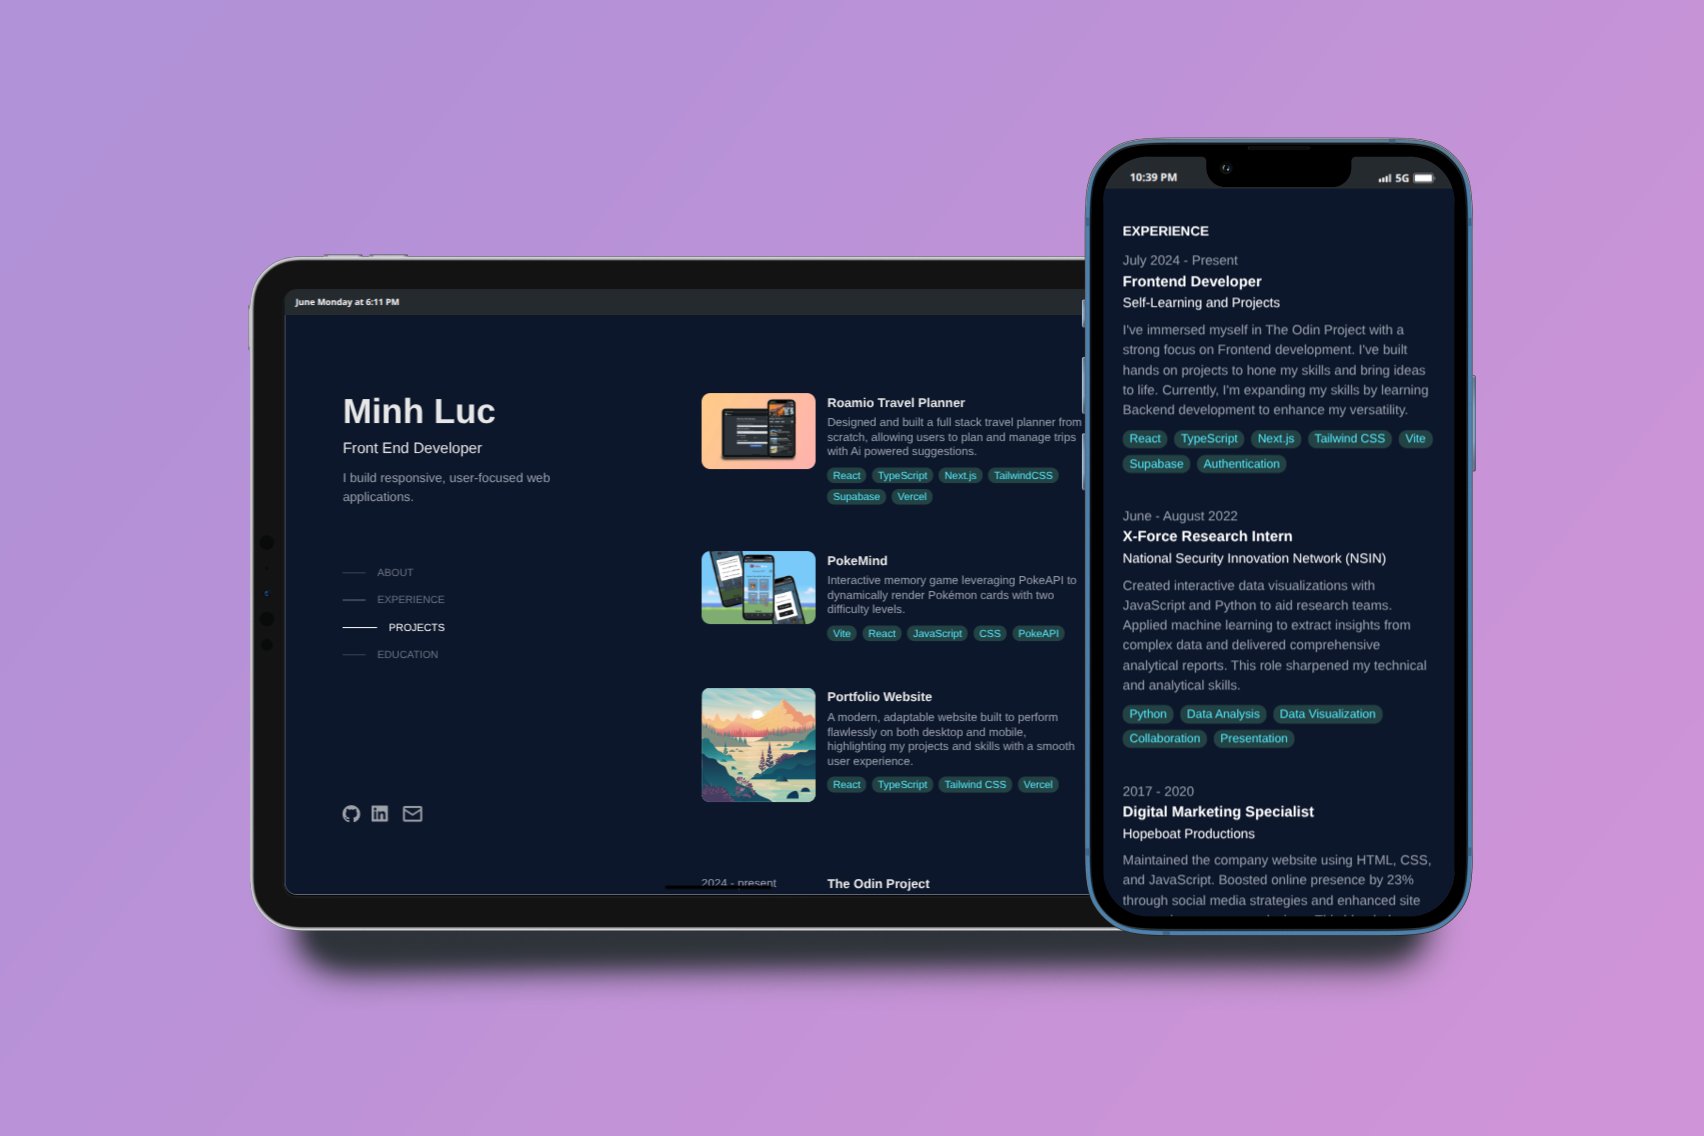 June Monday at 6:11 PM
Minh Luc
Front End Developer
I build responsive, user-focused web
applications.
ABOUT
EXPERIENCE
PROJECTS
EDUCATION
Roamio Travel Planner
Designed and built a full stack travel planner from
scratch, allowing users to plan and manage trips
with Ai powered suggestions.
React TypeScript Next.js TailwindCSS
Supabase Vercel
PokeMind
Interactive memory game leveraging PokeAPI to
dynamically render Pokémon cards with two
difficulty levels.
Vite React JavaScript CSS PokeAPI
Portfolio Website
A modern, adaptable website built to perform
flawlessly on both desktop and mobile,
highlighting my projects and skills with a smooth
user experience.
React TypeScript Tailwind CSS Vercel
2024 - present
The Odin Project
10:39 PM
5G
EXPERIENCE
July 2024 - Present
Frontend Developer
Self-Learning and Projects
I've immersed myself in The Odin Project with a
strong focus on Frontend development. I've built
hands on projects to hone my skills and bring ideas
to life. Currently, I'm expanding my skills by learning
Backend development to enhance my versatility.
React TypeScript Next.js Tailwind CSS Vite
Supabase Authentication
June - August 2022
X-Force Research Intern
National Security Innovation Network (NSIN)
Created interactive data visualizations with
JavaScript and Python to aid research teams.
Applied machine learning to extract insights from
complex data and delivered comprehensive
analytical reports. This role sharpened my technical
and analytical skills.
Python Data Analysis Data Visualization
Collaboration Presentation
2017 - 2020
Digital Marketing Specialist
Hopeboat Productions
Maintained the company website using HTML, CSS,
and JavaScript. Boosted online presence by 23%
through social media strategies and enhanced site